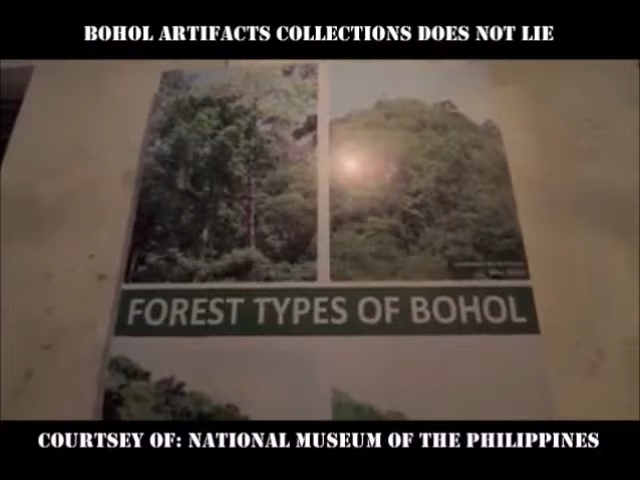 BOHOL ARTIFACTS COLLECTIONS DOES NOT LIE
FOREST TYPES OF BOHOL
COURTSEY OF: NATIONAL MUSEUM OF THE PHILIPPINES